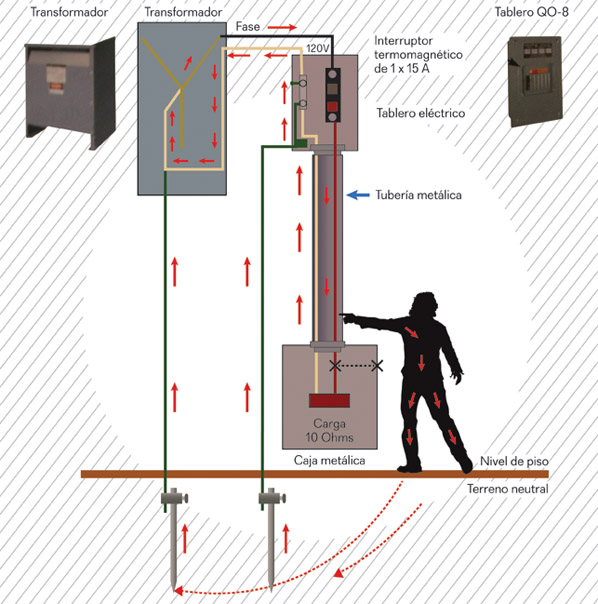 Transformador
Transformador
Tablero QO-8
Fase
120V
Interruptor
termomagnético
de 1 x 15 A
Tablero eléctrico
Tubería metálica
Carga
10 Ohms
Caja metálica
Nivel de piso
Terreno neutral